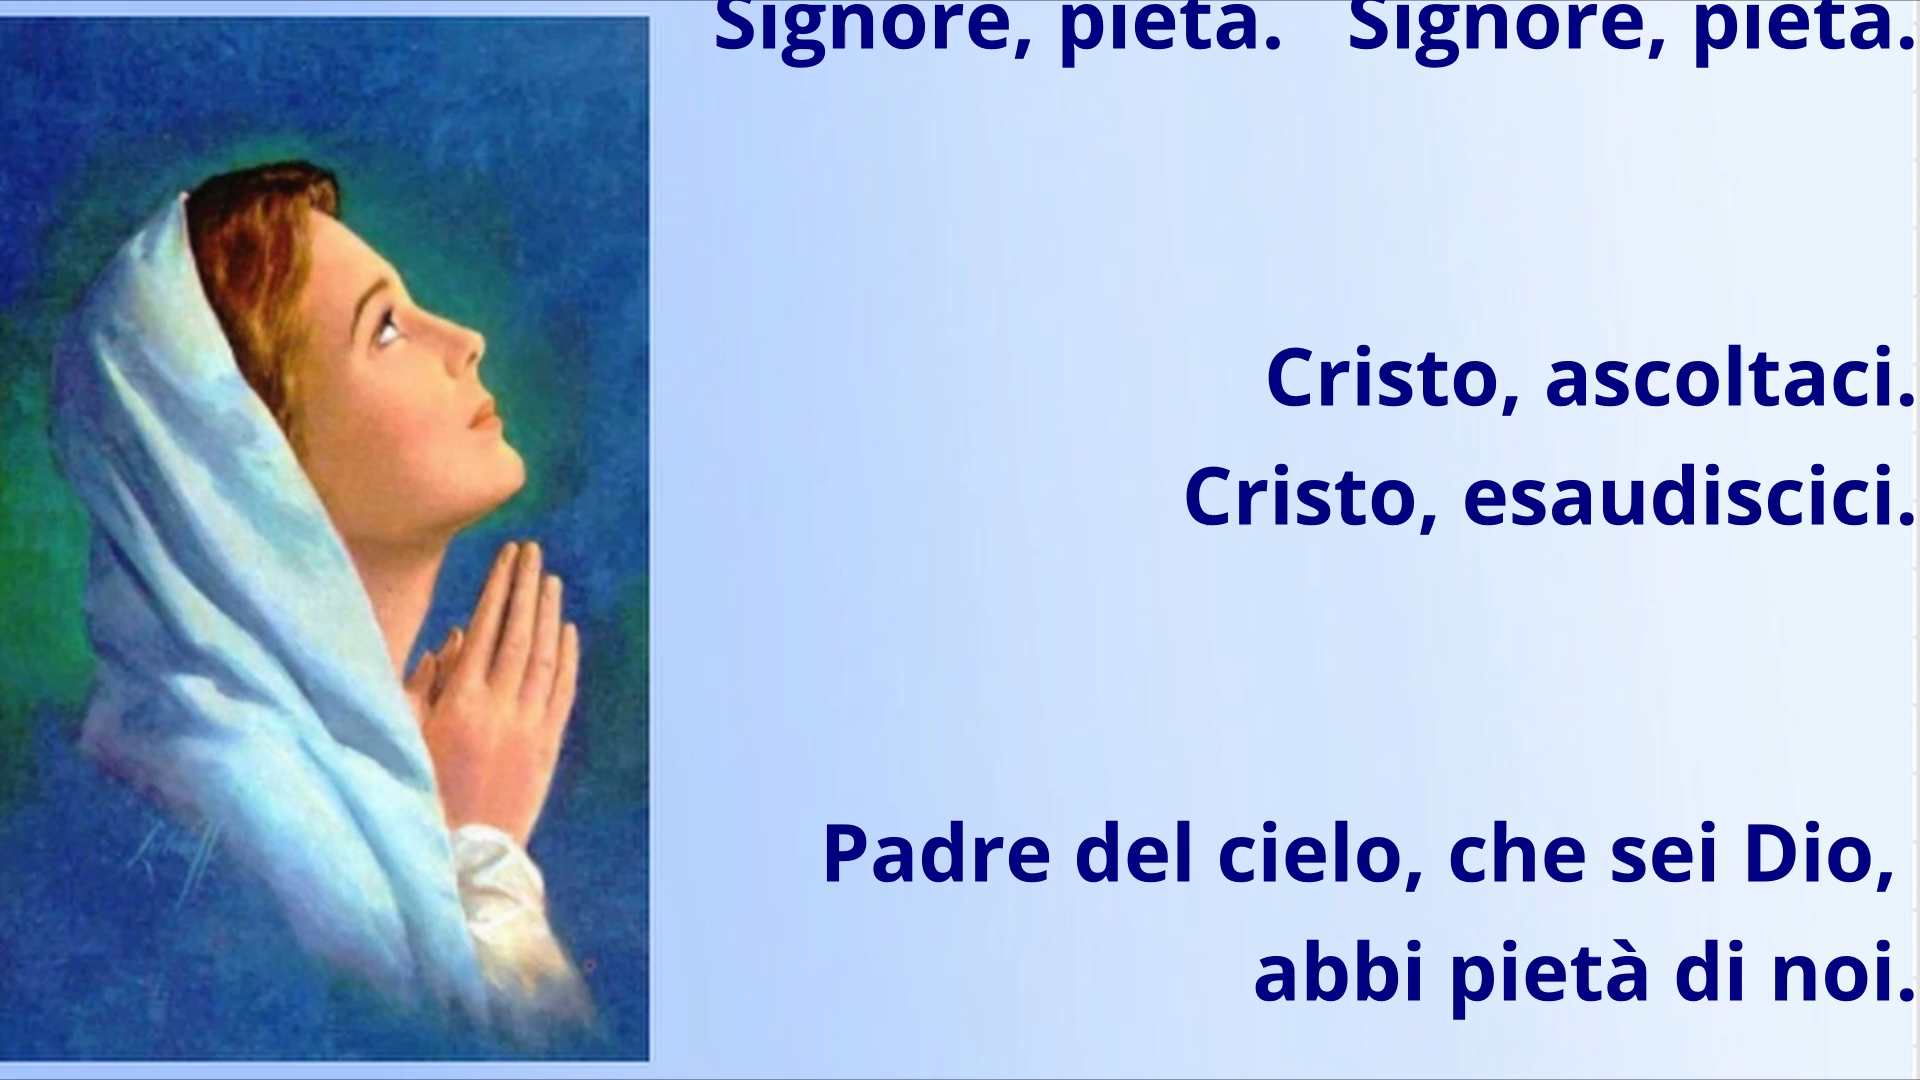 Signore, pietà. Signore, pietà.
Cristo, ascoltaci.
Cristo, esaudiscici.
Padre del cielo, che sei Dio,
abbi pietà di noi.